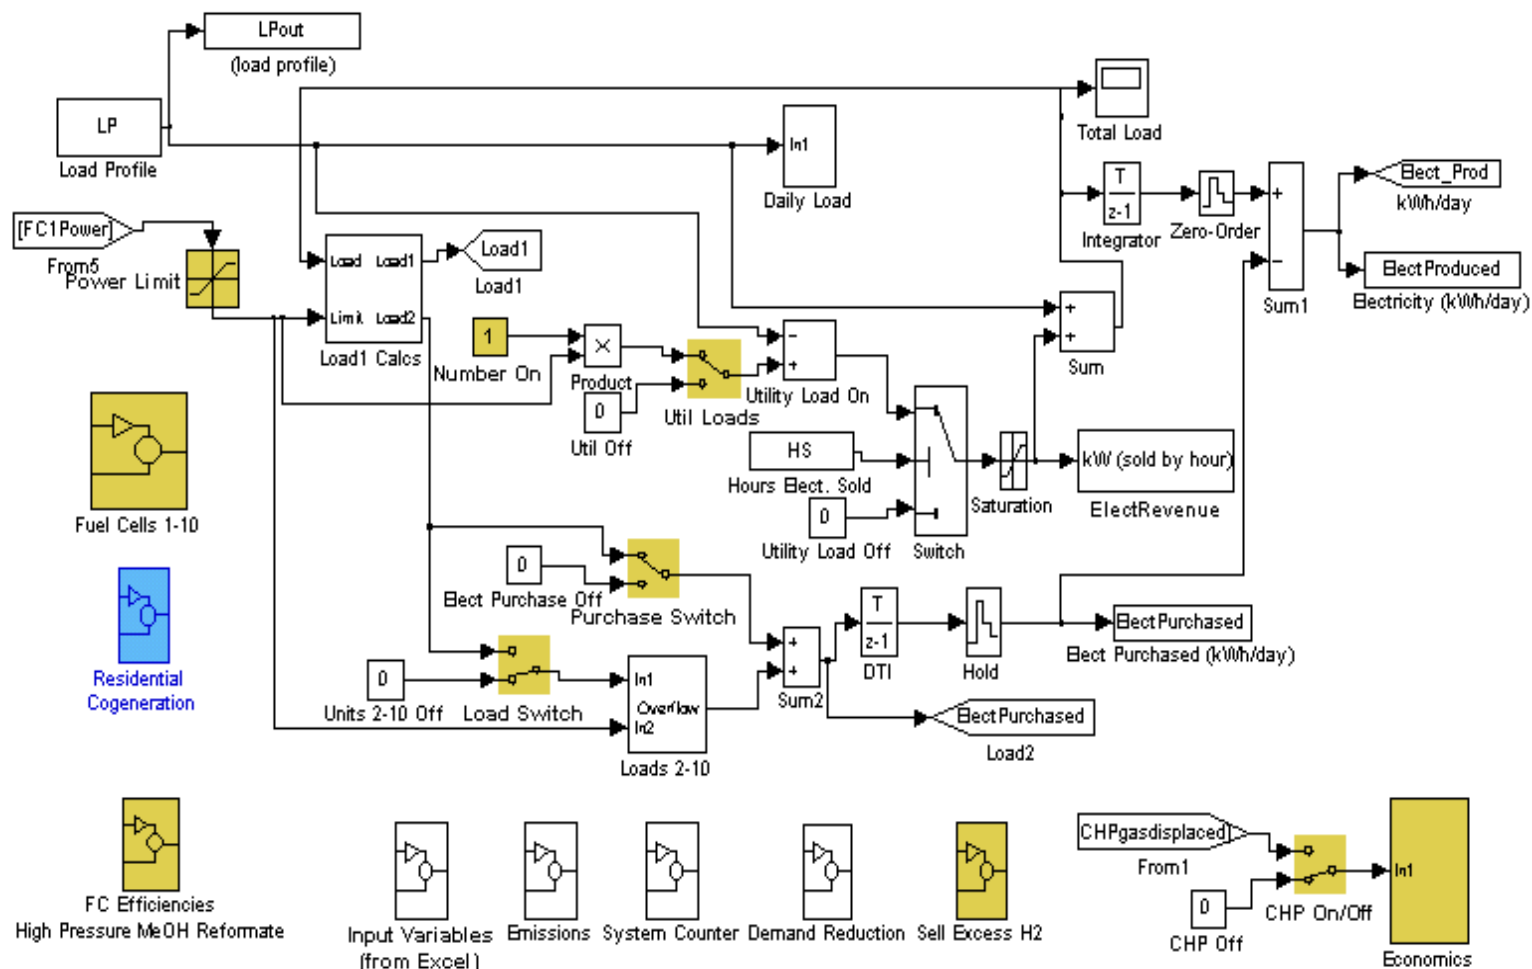 LPout
(load profile)
LP
Load Profile
Total Load
In1
Daily Load
T
z-1
Integrator
Zero-Order
+
−
Sum1
Elect_Prod
kWh/day
ElectProduced
Electricity (kWh/day)
[FC1Power]
From5
Power Limit
Load
Load1
Limit
Load2
Load1 Calcs
Load1
Load1
1
Number On
×
Product
0
Util Off
Util Loads
−
+
Utility Load On
+
+
Sum
HS
Hours Elect. Sold
0
Utility Load Off
Switch
Saturation
kW (sold by hour)
ElectRevenue
Fuel Cells 1-10
0
Elect Purchase Off
Purchase Switch
Residential
Cogeneration
0
Units 2-10 Off
Load Switch
In1
Overflow
In2
Loads 2-10
+
+
Sum2
T
z-1
DTI
Hold
ElectPurchased
Elect Purchased (kWh/day)
ElectPurchased
Load2
FC Efficiencies
High Pressure MeOH Reformate
Input Variables
(from Excel)
Emissions
System Counter
Demand Reduction
Sell Excess H2
CHPgasdisplaced
From1
0
CHP Off
CHP On/Off
In1
Economics